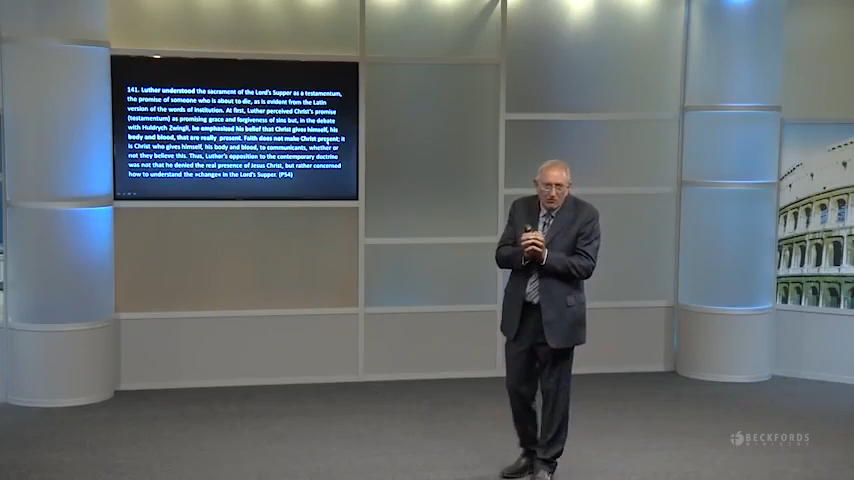 141. Luther understood the sacrament of the Lord's Supper as a testamentum,
the promise of someone who is about to die, as is evident from the Latin
version of the words of institution. At first, Luther perceived Christ's promise
(testamentum) as promising grace and forgiveness of sins but, in the debate
with Huldrych Zwingli, he emphasized his belief that Christ gives himself, his
body and blood, that are really present. Faith does not make Christ present; it
is Christ who gives himself, his body and blood, to communicants, whether or
not they believe this. Thus, Luther's opposition to the contemporary doctrine
was not that he denied the real presence of Jesus Christ, but rather concerned
how to understand the »change« in the Lord's Supper. (P54)
BECKFORDS
MINISTRY